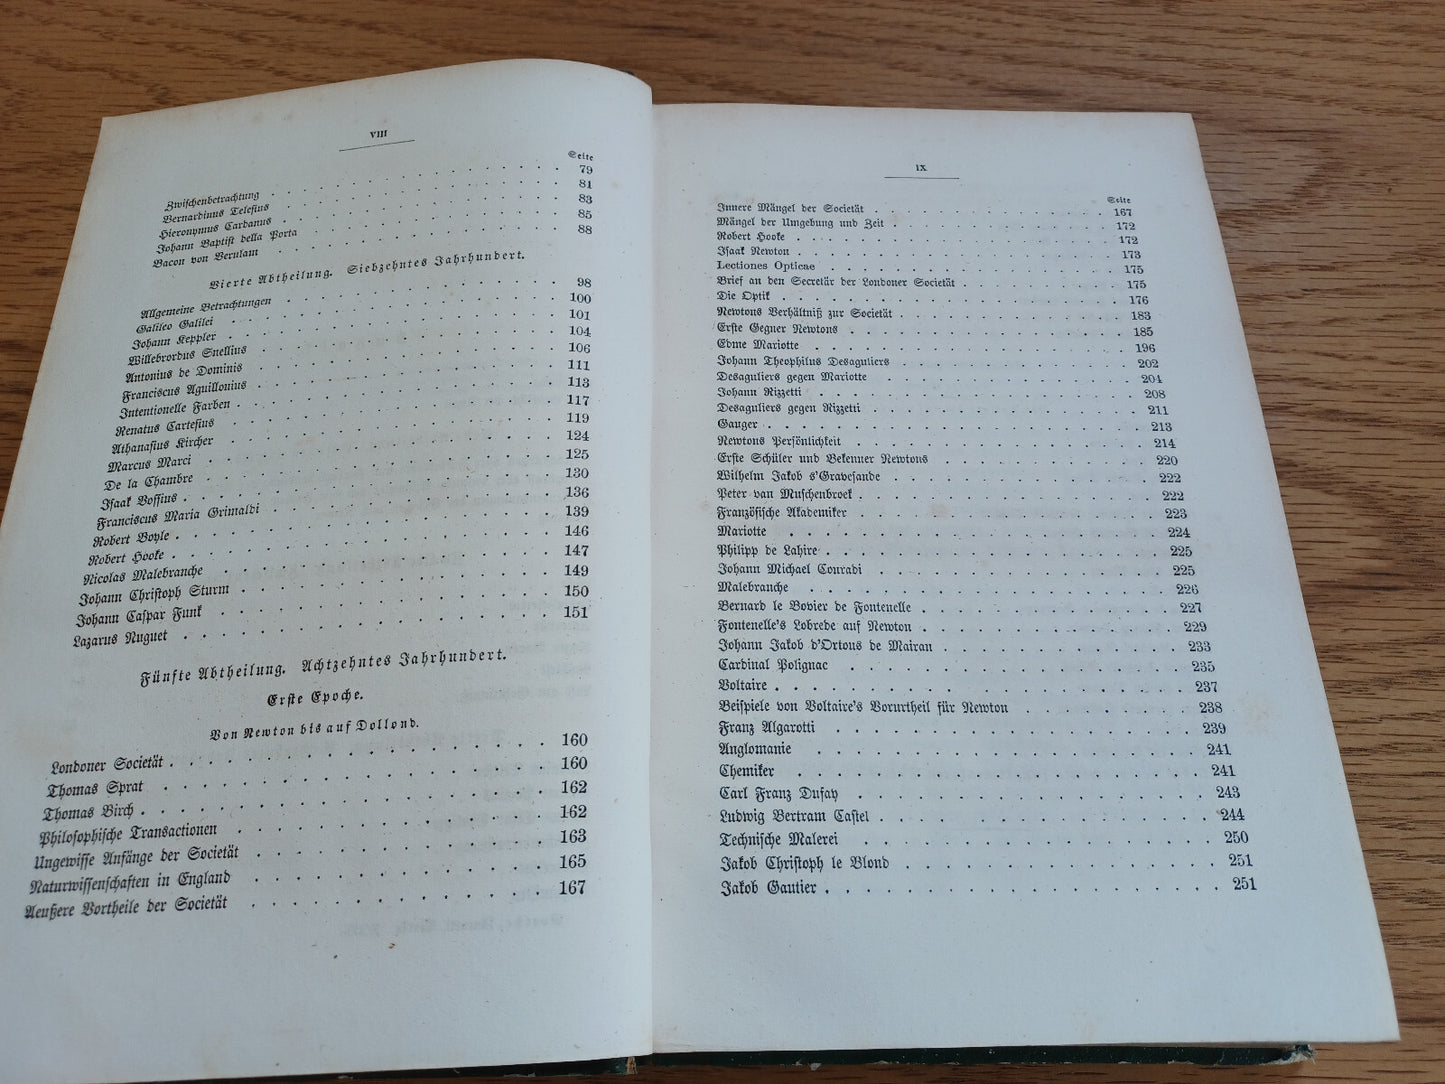 VIII
Seite
Zwischenbetrachtung . . . . 79
Bernardinus Telesius . . . . 81
Hieronymus Cardanus . . . . 83
Johann Baptist della Porta . . . . 85
Bacon von Verulam . . . . 88
Vierte Abtheilung. Siebzehntes Jahrhundert.
Allgemeine Betrachtungen . . . . 98
Galileo Galilei . . . . 100
Johann Keppler . . . . 101
Willebrordus Snellius . . . . 104
Antonius de Dominis . . . . 106
Franciscus Aguillonius . . . . 111
Intentionelle Farben . . . . 113
Renatus Cartesius . . . . 117
Athanasius Kircher . . . . 119
Marcus Marci . . . . 124
De la Chambre . . . . 125
Isaak Vossius . . . . 130
Franciscus Maria Grimaldi . . . . 136
Robert Boyle . . . . 139
Robert Hooke . . . . 146
Nicolas Malebranche . . . . 147
Johann Christoph Sturm . . . . 149
Johann Caspar Funk . . . . 150
Lazarus Nuguet . . . . 151
Fünfte Abtheilung. Achtzehntes Jahrhundert.
Erste Epoche.
Von Newton bis auf Dollond.
Londoner Societät . . . . 160
Thomas Sprat . . . . 160
Thomas Birch . . . . 162
Philosophische Transactionen . . . . 162
Ungewisse Anfänge der Societät . . . . 163
Naturwissenschaften in England . . . . 165
Aeußere Vortheile der Societät . . . . 167
IX
Seite
Innere Mängel der Societät . . . . 167
Mängel der Umgebung und Zeit . . . . 172
Robert Hooke . . . . 172
Isaak Newton . . . . 173
Lectiones Opticae . . . . 175
Brief an den Secretär der Londoner Societät . . . . 175
Die Optik . . . . 176
Newtons Verhältniß zur Societät . . . . 183
Erste Gegner Newtons . . . . 185
Edme Mariotte . . . . 196
Johann Theophilus Desaguliers . . . . 202
Desaguliers gegen Mariotte . . . . 204
Johann Rizzetti . . . . 208
Desaguliers gegen Rizzetti . . . . 211
Gauger . . . . 213
Newtons Persönlichkeit . . . . 214
Erste Schüler und Bekenner Newtons . . . . 220
Wilhelm Jakob s'Gravesande . . . . 222
Peter van Muschenbroek . . . . 222
Französische Akademiker . . . . 223
Mariotte . . . . 224
Philipp de Lahire . . . . 225
Johann Michael Conradi . . . . 225
Malebranche . . . . 226
Bernard le Bovier de Fontenelle . . . . 227
Fontenelle's Lobrede auf Newton . . . . 229
Johann Jakob d'Ortous de Mairan . . . . 233
Cardinal Polignac . . . . 235
Voltaire . . . . 237
Beispiele von Voltaire's Vorurtheil für Newton . . . . 238
Franz Algarotti . . . . 239
Anglomanie . . . . 241
Chemiker . . . . 241
Carl Franz Dufay . . . . 243
Ludwig Bertram Castel . . . . 244
Technische Malerei . . . . 250
Jakob Christoph le Blond . . . . 251
Jakob Gautier . . . . 251